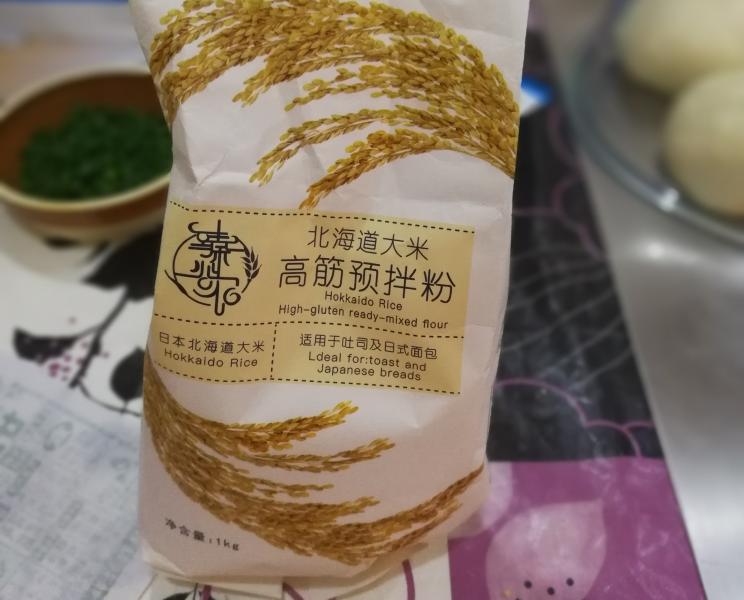 北海道大米
高筋预拌粉
Hokkaido Rice
High-gluten ready-mixed flour
日本北海道大米
Hokkaido Rice
适用于吐司及日式面包
Ldeal for:toast and
Japanese breads
净含量:1kg